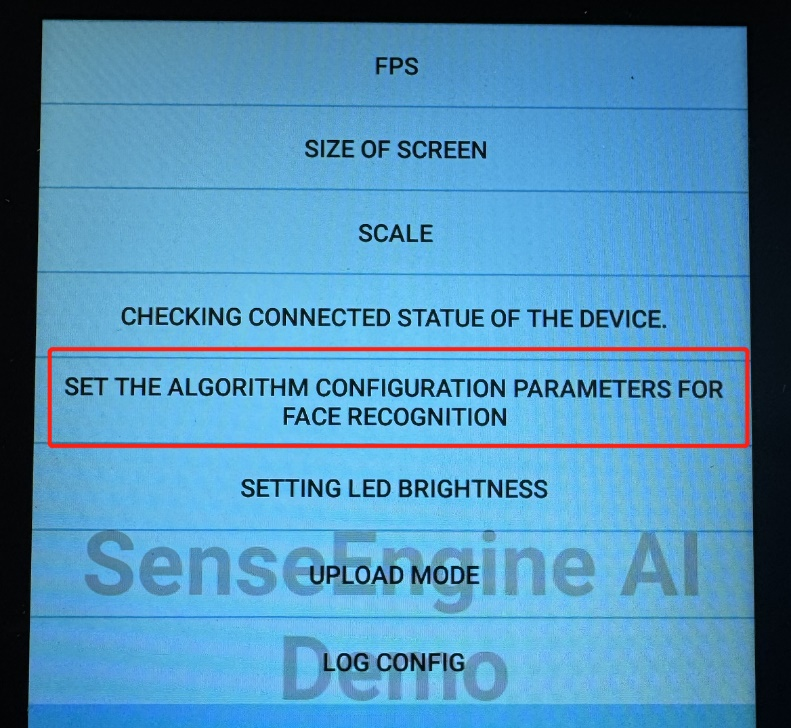 FPS
SIZE OF SCREEN
SCALE
CHECKING CONNECTED STATUE OF THE DEVICE.
SET THE ALGORITHM CONFIGURATION PARAMETERS FOR
FACE RECOGNITION
SETTING LED BRIGHTNESS
SenseEngine AI
UPLOAD MODE
Demo
LOG CONFIG